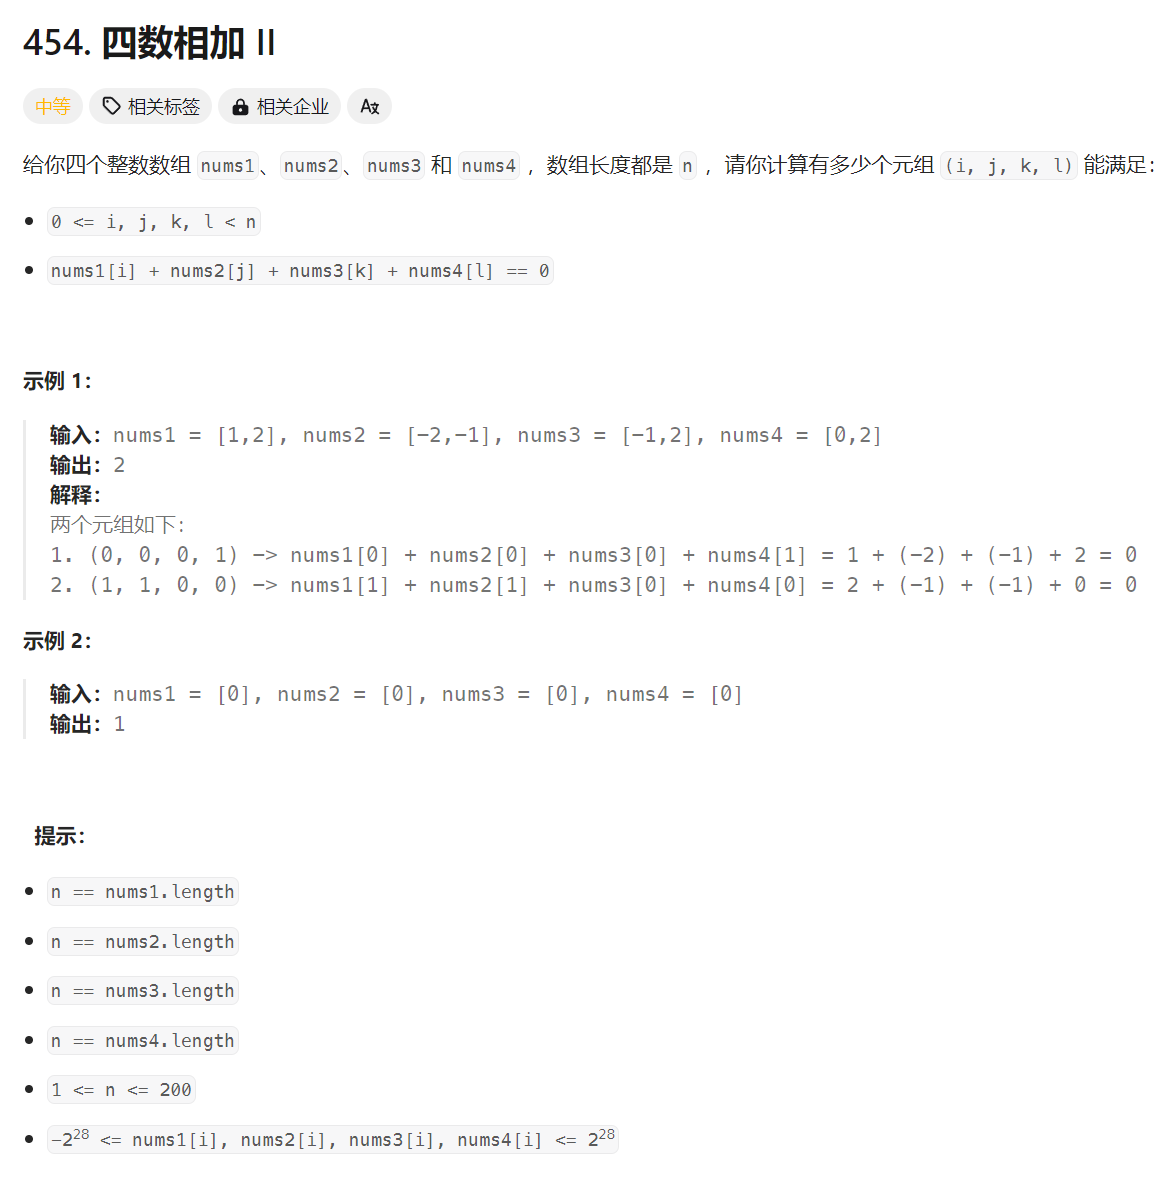 454. 四数相加 II
中等 相关标签 相关企业
给你四个整数数组 nums1、nums2、nums3 和 nums4 ，数组长度都是 n ，请你计算有多少个元组 (i, j, k, l) 能满足：
0 <= i, j, k, l < n
nums1[i] + nums2[j] + nums3[k] + nums4[l] == 0
示例 1：
输入：nums1 = [1,2], nums2 = [-2,-1], nums3 = [-1,2], nums4 = [0,2]
输出：2
解释：
两个元组如下：
1. (0, 0, 0, 1) -> nums1[0] + nums2[0] + nums3[0] + nums4[1] = 1 + (-2) + (-1) + 2 = 0
2. (1, 1, 0, 0) -> nums1[1] + nums2[1] + nums3[0] + nums4[0] = 2 + (-1) + (-1) + 0 = 0
示例 2：
输入：nums1 = [0], nums2 = [0], nums3 = [0], nums4 = [0]
输出：1
提示：
n == nums1.length
n == nums2.length
n == nums3.length
n == nums4.length
1 <= n <= 200
-2²⁸ <= nums1[i], nums2[i], nums3[i], nums4[i] <= 2²⁸